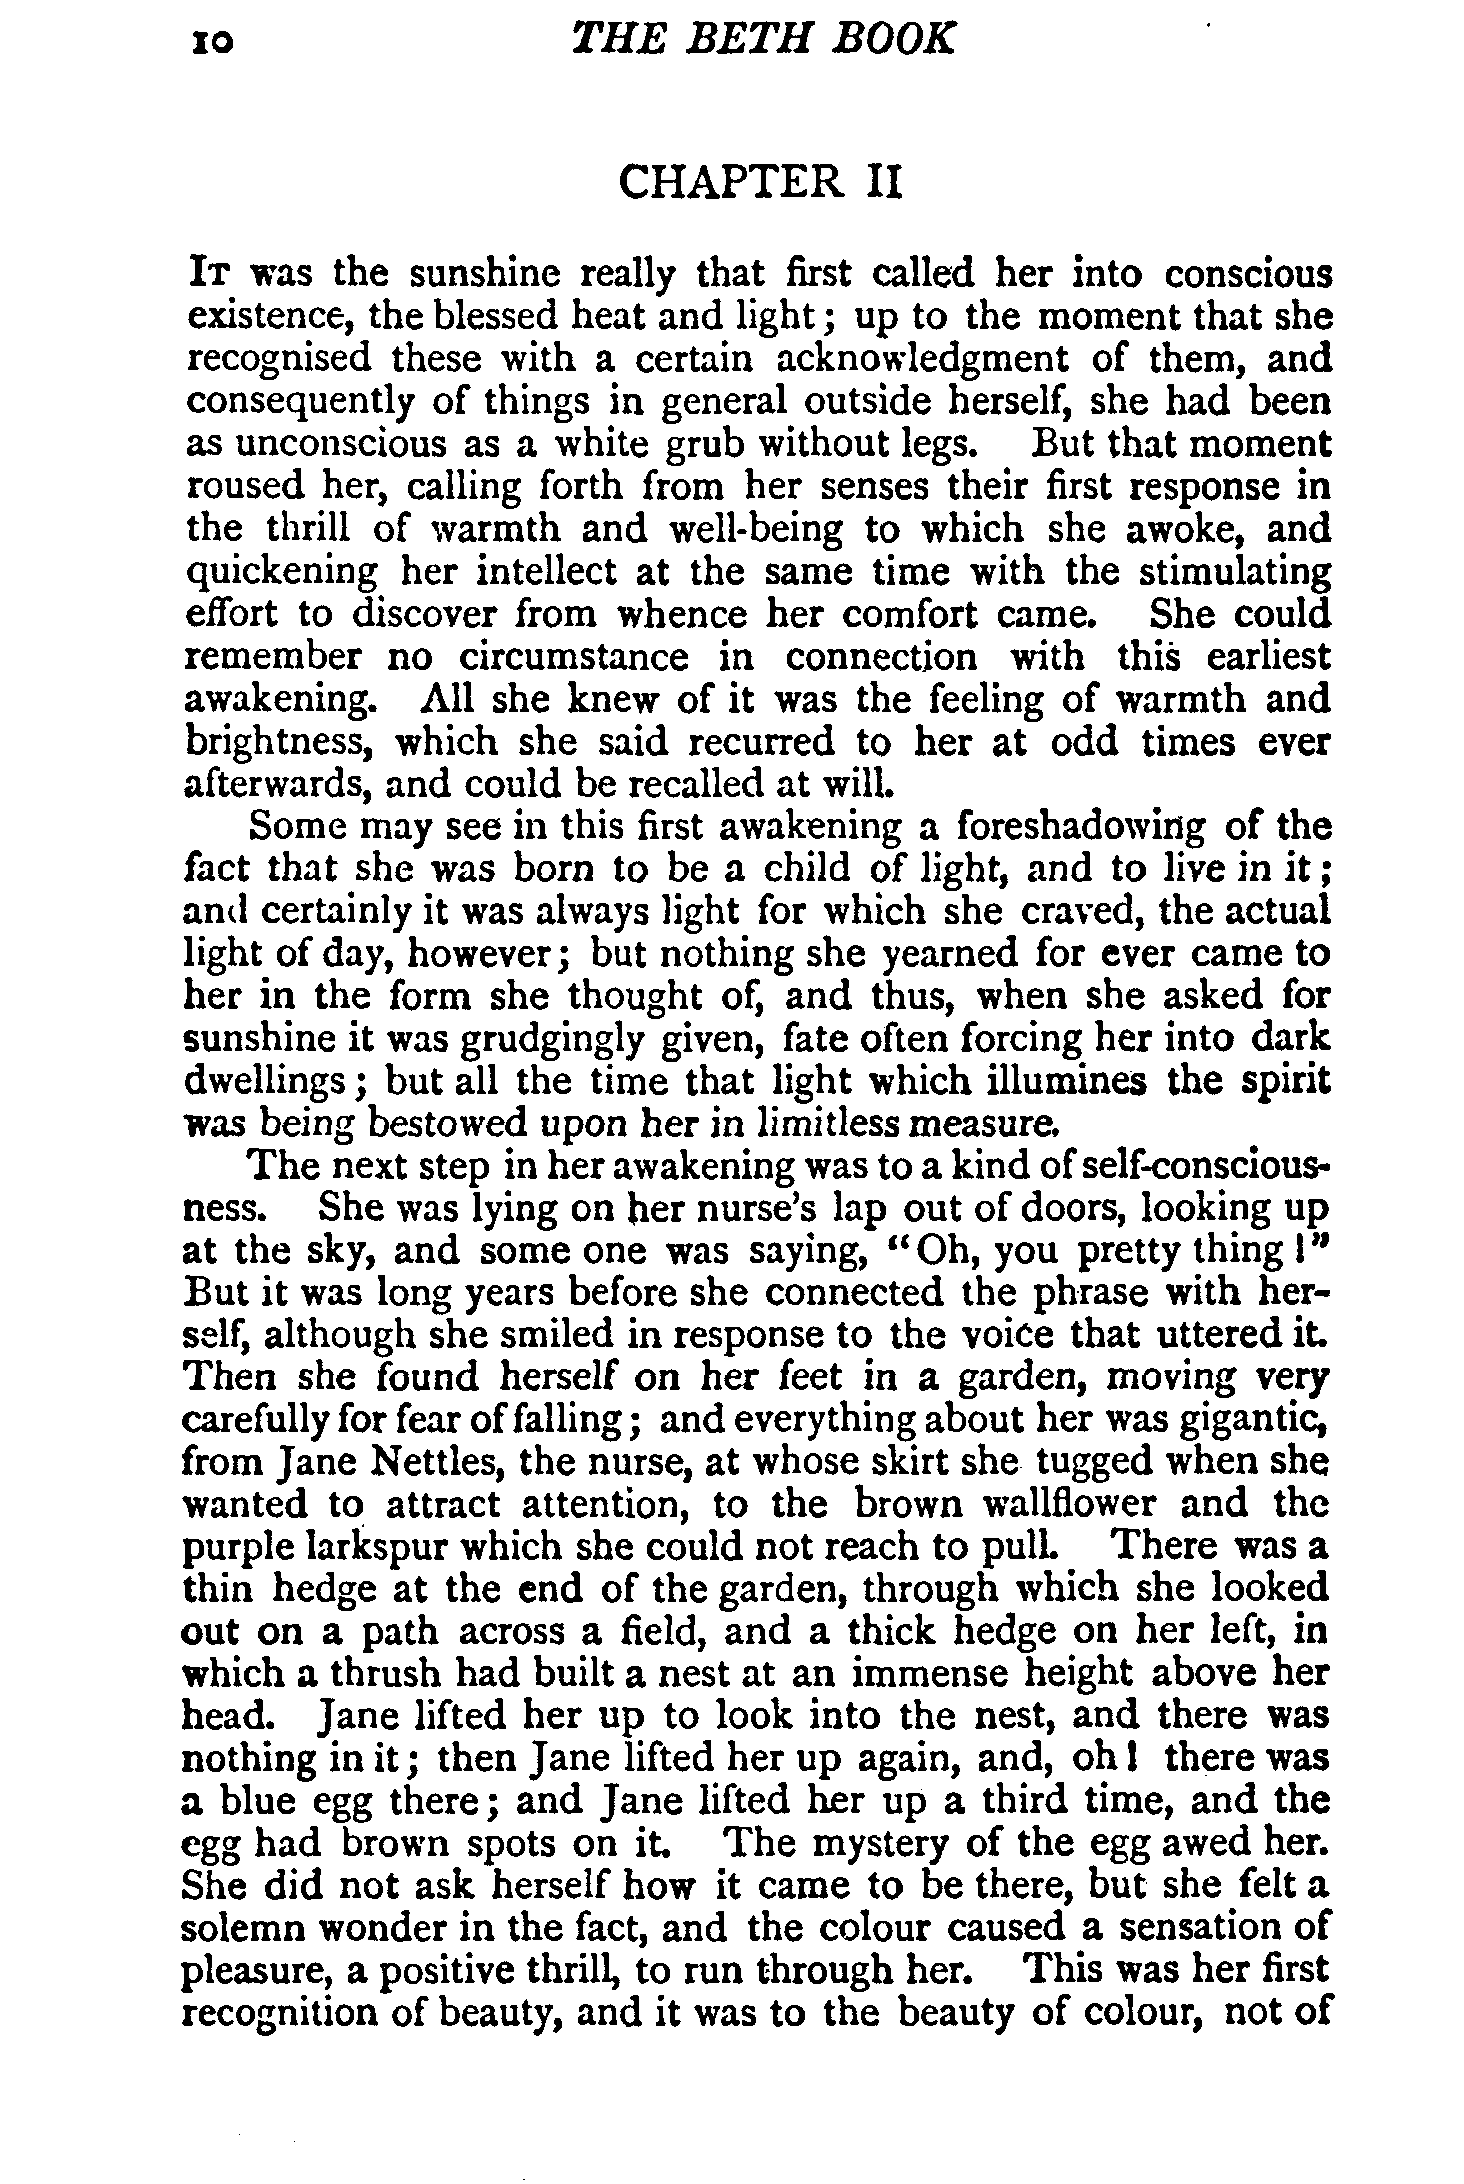 10 THE BETH BOOK
CHAPTER II
IT was the sunshine really that first called her into conscious
existence, the blessed heat and light; up to the moment that she
recognised these with a certain acknowledgment of them, and
consequently of things in general outside herself, she had been
as unconscious as a white grub without legs. But that moment
roused her, calling forth from her senses their first response in
the thrill of warmth and well-being to which she awoke, and
quickening her intellect at the same time with the stimulating
effort to discover from whence her comfort came. She could
remember no circumstance in connection with this earliest
awakening. All she knew of it was the feeling of warmth and
brightness, which she said recurred to her at odd times ever
afterwards, and could be recalled at will.
Some may see in this first awakening a foreshadowing of the
fact that she was born to be a child of light, and to live in it;
and certainly it was always light for which she craved, the actual
light of day, however; but nothing she yearned for ever came to
her in the form she thought of, and thus, when she asked for
sunshine it was grudgingly given, fate often forcing her into dark
dwellings; but all the time that light which illumines the spirit
was being bestowed upon her in limitless measure.
The next step in her awakening was to a kind of self-conscious-
ness. She was lying on her nurse's lap out of doors, looking up
at the sky, and some one was saying, "Oh, you pretty thing!"
But it was long years before she connected the phrase with her-
self, although she smiled in response to the voice that uttered it.
Then she found herself on her feet in a garden, moving very
carefully for fear of falling; and everything about her was gigantic,
from Jane Nettles, the nurse, at whose skirt she tugged when she
wanted to attract attention, to the brown wallflower and the
purple larkspur which she could not reach to pull. There was a
thin hedge at the end of the garden, through which she looked
out on a path across a field, and a thick hedge on her left, in
which a thrush had built a nest at an immense height above her
head. Jane lifted her up to look into the nest, and there was
nothing in it; then Jane lifted her up again, and, oh! there was
a blue egg there; and Jane lifted her up a third time, and the
egg had brown spots on it. The mystery of the egg awed her.
She did not ask herself how it came to be there, but she felt a
solemn wonder in the fact, and the colour caused a sensation of
pleasure, a positive thrill, to run through her. This was her first
recognition of beauty, and it was to the beauty of colour, not of